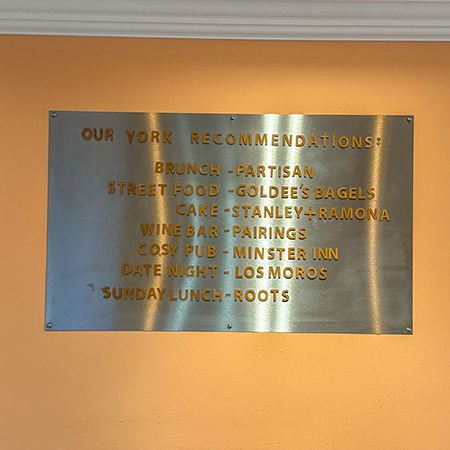 OUR YORK RECOMMENDATIONS:
BRUNCH - PARTISAN
STREET FOOD - GOLDEE'S BAGELS
CAKE - STANLEY + RAMONA
WINE BAR - PAIRINGS
COSY PUB - MINSTER INN
DATE NIGHT - LOS MOROS
SUNDAY LUNCH - ROOTS